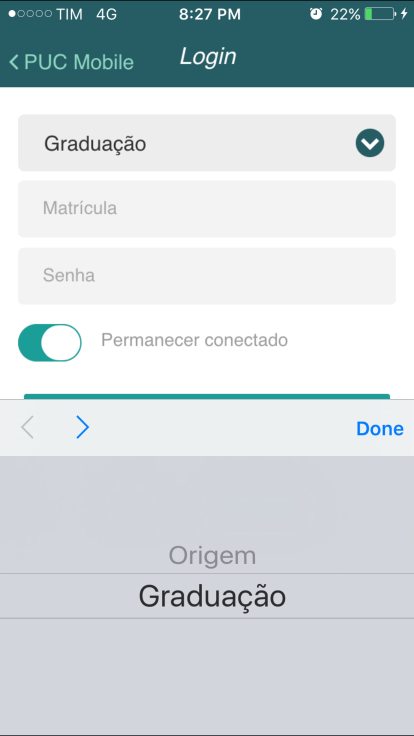 TIM 4G 8:27 PM 22%
PUC Mobile Login
Graduação
Matrícula
Senha
Permanecer conectado
Done
Origem
Graduação